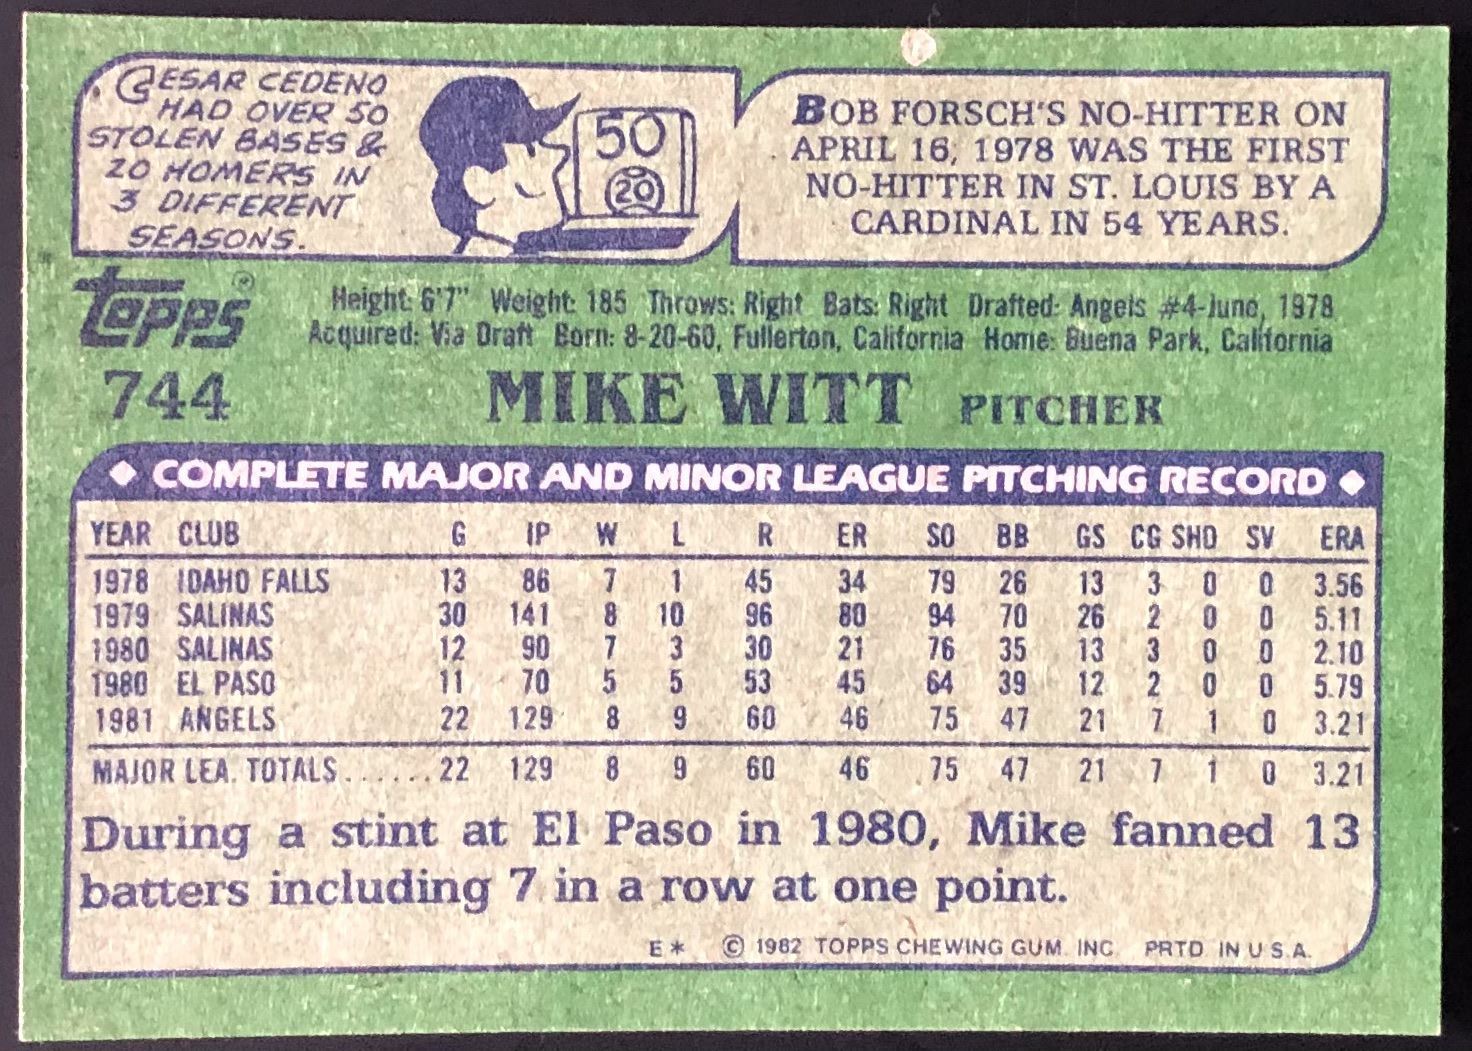 CESAR CEDENO
HAD OVER 50
STOLEN BASES &
20 HOMERS IN
3 DIFFERENT
SEASONS.
50
20
BOB FORSCH'S NO-HITTER ON
APRIL 16, 1978 WAS THE FIRST
NO-HITTER IN ST. LOUIS BY A
CARDINAL IN 54 YEARS.
Topps®
Height: 6'7" Weight: 185 Throws: Right Bats: Right Drafted: Angels #4-June, 1978
Acquired: Via Draft Born: 8-20-60, Fullerton, California Home: Buena Park, California
744 MIKE WITT PITCHER
◆ COMPLETE MAJOR AND MINOR LEAGUE PITCHING RECORD ◆
YEAR CLUB G IP W L R ER SO BB GS CG SHO SV ERA
1978 IDAHO FALLS 13 86 7 1 45 34 79 26 13 3 0 0 3.56
1979 SALINAS 30 141 8 10 96 80 94 70 26 2 0 0 5.11
1980 SALINAS 12 90 7 3 30 21 76 35 13 3 0 0 2.10
1980 EL PASO 11 70 5 5 53 45 64 39 12 2 0 0 5.79
1981 ANGELS 22 129 8 9 60 46 75 47 21 7 1 0 3.21
MAJOR LEA. TOTALS......22 129 8 9 60 46 75 47 21 7 1 0 3.21
During a stint at El Paso in 1980, Mike fanned 13
batters including 7 in a row at one point.
E* © 1982 TOPPS CHEWING GUM. INC. PRTD. IN U.S.A.